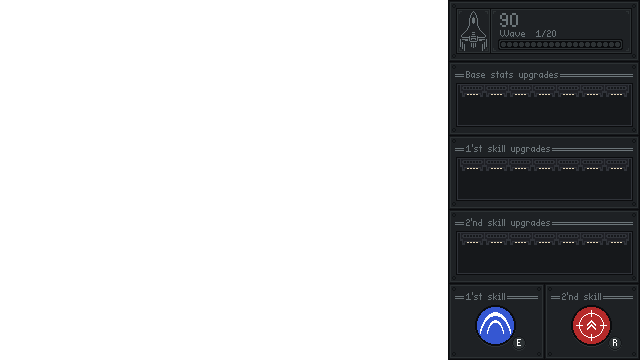 90
Wave 1/20
Base stats upgrades
1'st skill upgrades
2'nd skill upgrades
1'st skill
2'nd skill
E
R